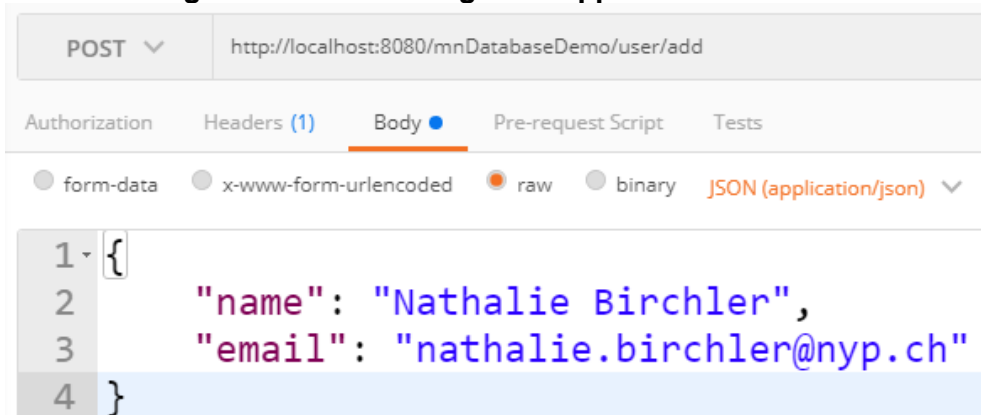 POST http://localhost:8080/mnDatabaseDemo/user/add
Authorization Headers (1) Body Pre-request Script Tests
form-data x-www-form-urlencoded raw binary JSON (application/json)
1 {
2 "name": "Nathalie Birchler",
3 "email": "nathalie.birchler@nyp.ch"
4 }